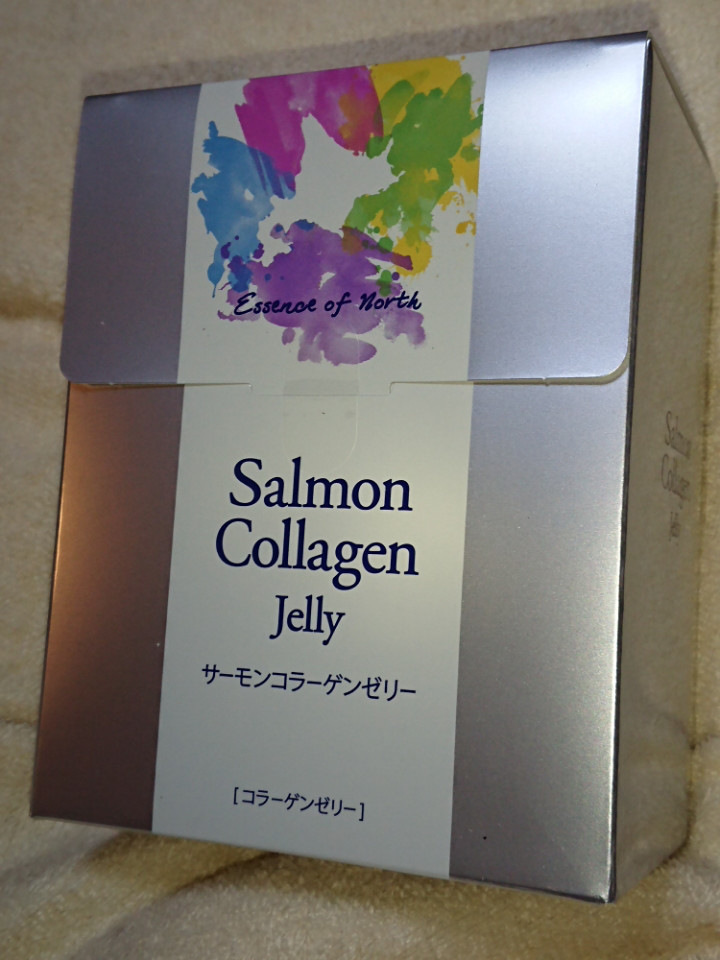 Essence of North
Salmon
Collagen
Jelly
サーモンコラーゲンゼリー
[コラーゲンゼリー]
Salmon
Collagen
Jelly